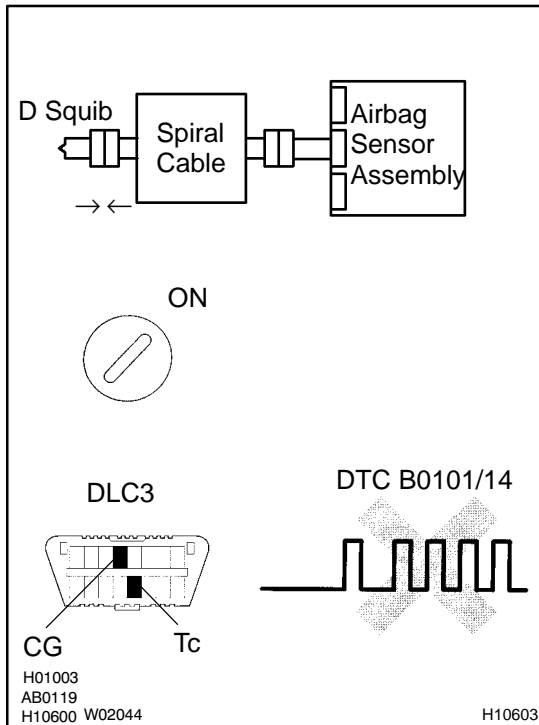 D Squib
Spiral
Cable
Airbag
Sensor
Assembly
ON
DLC3
DTC B0101/14
CG
Tc
H01003
AB0119
H10600 W02044
H10603